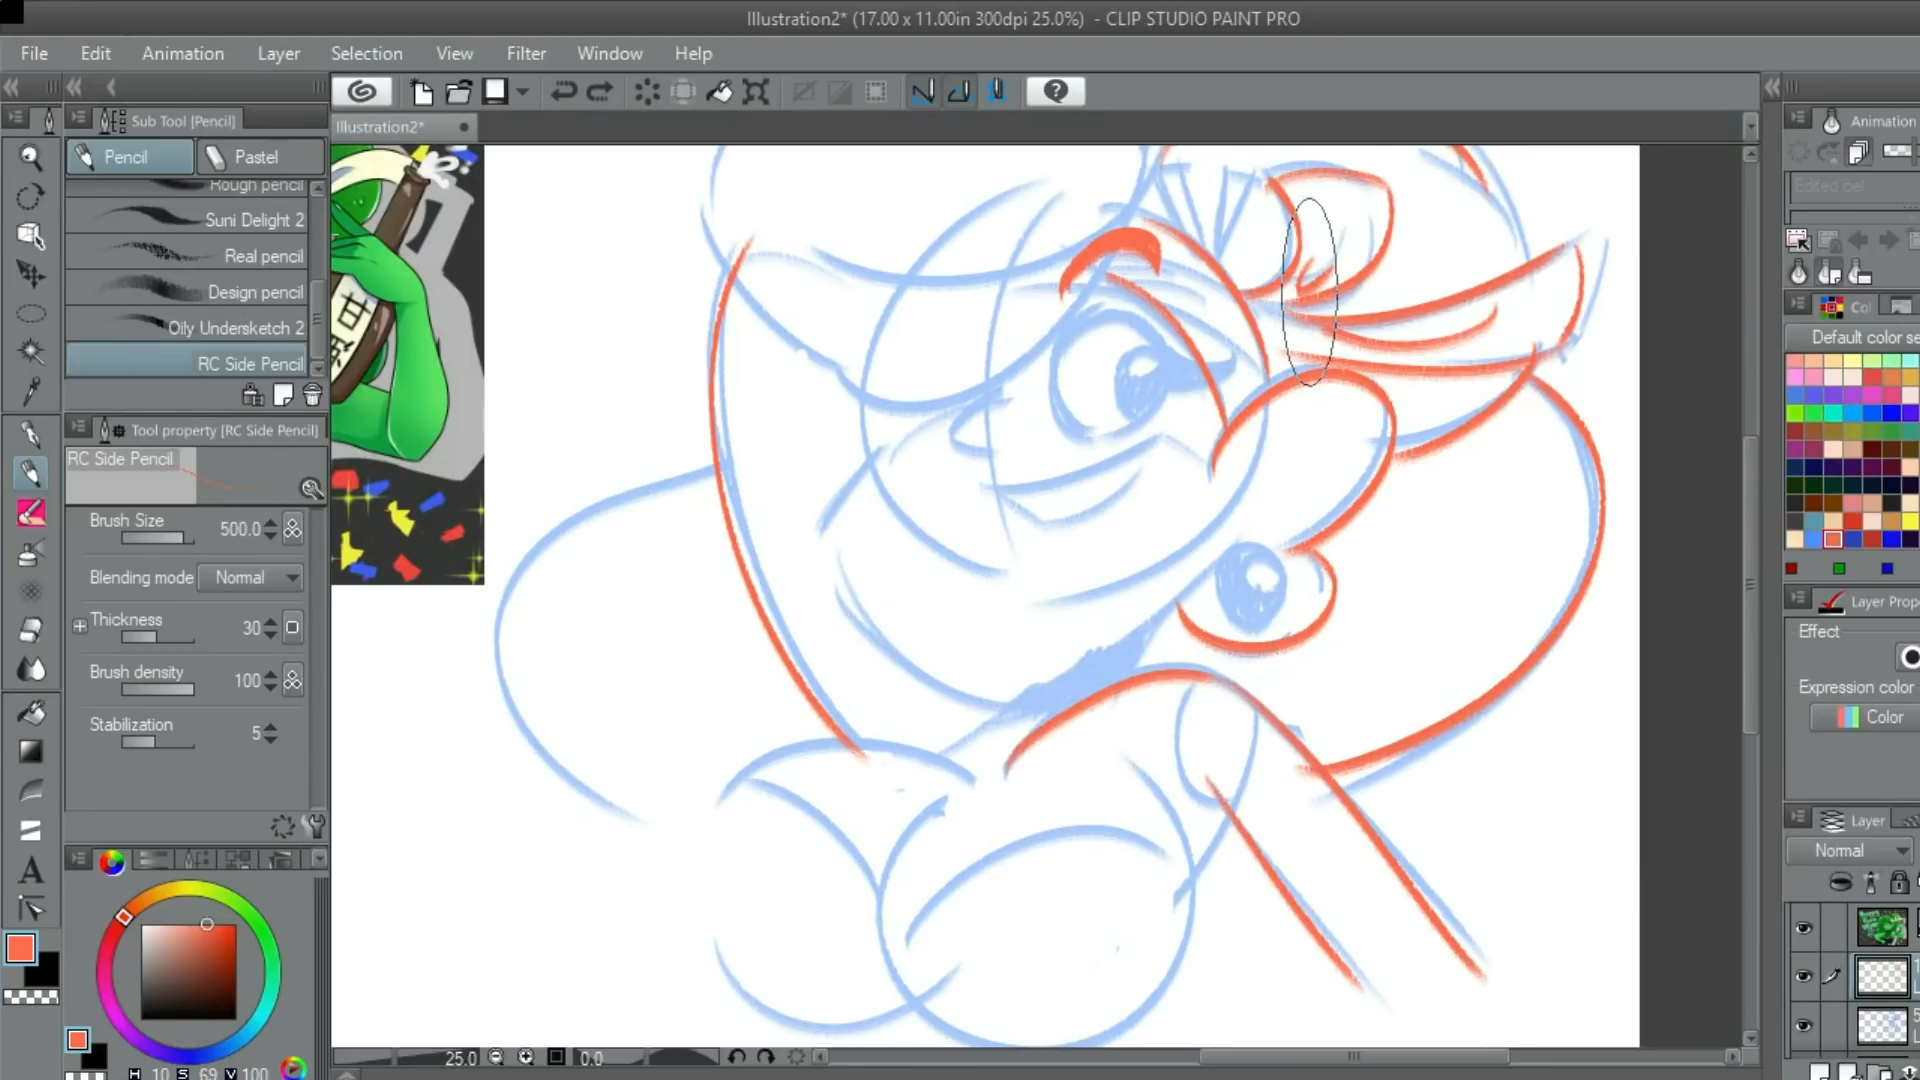 Illustration2* (17.00 x 11.00in 300dpi 25.0%)  - CLIP STUDIO PAINT PRO
File Edit Animation Layer Selection View Filter Window Help
Sub Tool [Pencil]
Illustration2*
Pencil Pastel
Rough pencil
Suni Delight 2
Real pencil
Design pencil
Oily Undersketch 2
RC Side Pencil
Tool property [RC Side Pencil]
RC Side Pencil
Brush Size 500.0
Blending mode Normal
Thickness 30
Brush density 100
Stabilization 5
H 10 S 69 V 100
25.0 0.0
Animation
Edited cel
Col
Default color se
Layer Prop
Effect
Expression color
Color
Layer
Normal